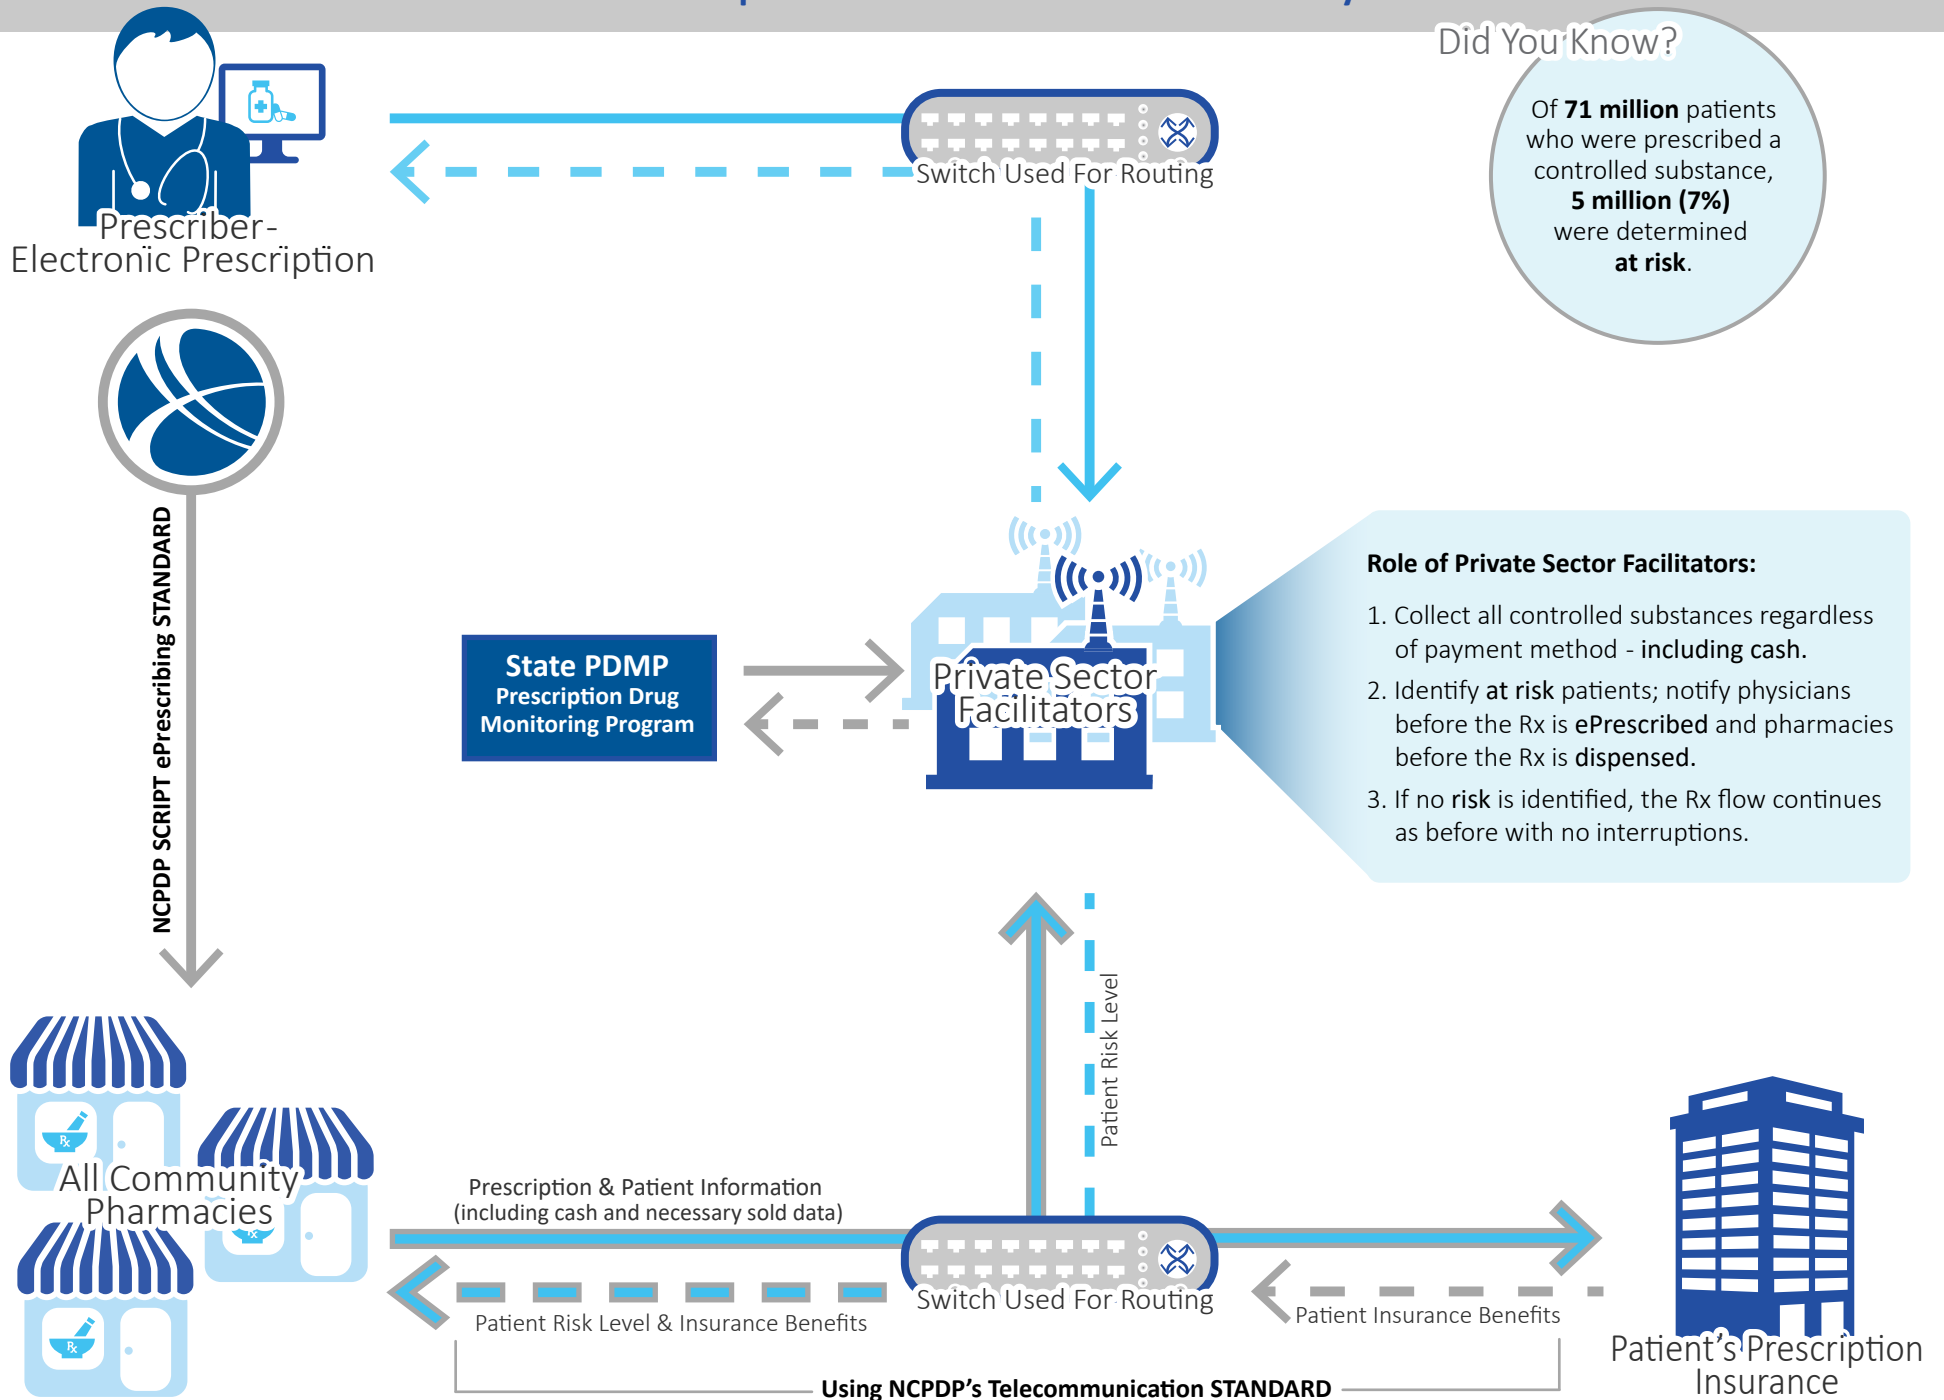 Did You Know?
Of 71 million patients
who were prescribed a
controlled substance,
5 million (7%)
were determined
at risk.
Switch Used For Routing
Prescriber-
Electronic Prescription
NCPDP SCRIPT ePrescribing STANDARD
State PDMP
Prescription Drug
Monitoring Program
Private Sector
Facilitators
Role of Private Sector Facilitators:
1. Collect all controlled substances regardless
of payment method - including cash.
2. Identify at risk patients; notify physicians
before the Rx is ePrescribed and pharmacies
before the Rx is dispensed.
3. If no risk is identified, the Rx flow continues
as before with no interruptions.
Patient Risk Level
Rx
All Community
Pharmacies
Rx
Rx
Prescription & Patient Information
(including cash and necessary sold data)
Patient Risk Level & Insurance Benefits
Switch Used For Routing
Patient Insurance Benefits
Using NCPDP's Telecommunication STANDARD
Patient's Prescription
Insurance